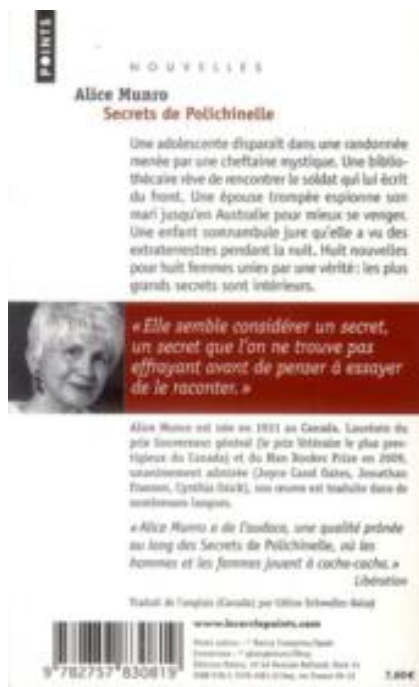 POINTS
NOUVELLES
Alice Munro
Secrets de Polichinelle
Une adolescente disparaît dans une randonnée
menée par une cheftaine mystique. Une biblio-
thécaire rêve de rencontrer le soldat qui lui écrit
du front. Une épouse trompée espionne son
mari jusqu'en Australie pour mieux se venger.
Une enfant somnambule jure qu'elle a vu des
extraterrestres pendant la nuit. Huit nouvelles
pour huit femmes unies par une vérité : les plus
grands secrets sont intérieurs.
« Elle semble considérer un secret,
un secret que l'on ne trouve pas
effrayant avant de penser à essayer
de le raconter. »
Alice Munro est née en 1931 au Canada. Lauréate du
prix Gouverneur général (le prix littéraire le plus pres-
tigieux du Canada) et du Man Booker Prize en 2009,
unanimement admirée (Joyce Carol Oates, Jonathan
Franzen, Cynthia Ozick), son œuvre est traduite dans de
nombreuses langues.
« Alice Munro a de l'audace, une qualité prônée
au long des Secrets de Polichinelle, où les
hommes et les femmes jouent à cache-cache. »
Libération
Traduit de l'anglais (Canada) par
www.lecerclepoints.com
9 782757 830819
7,60€